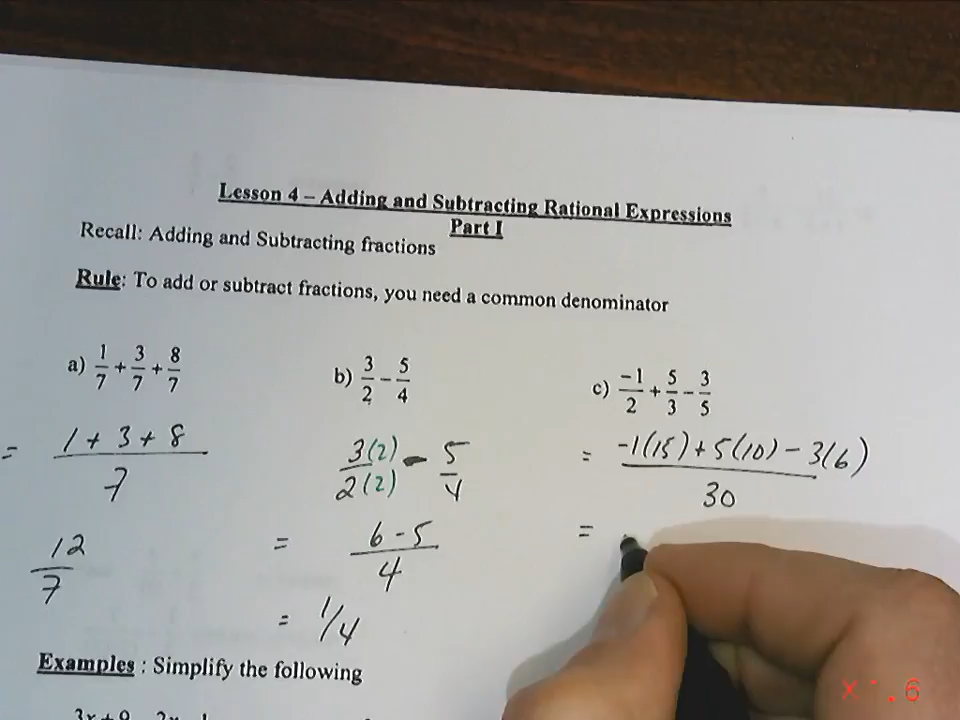 Lesson 4 – Adding and Subtracting Rational Expressions
Part I
Recall: Adding and Subtracting fractions
Rule: To add or subtract fractions, you need a common denominator
a) 1/7 + 3/7 + 8/7
= (1 + 3 + 8)/7
12/7
b) 3/2 − 5/4
3(2)/2(2) − 5/4
= (6 - 5)/4
= 1/4
c) −1/2 + 5/3 − 3/5
= (-1(15) + 5(10) - 3(6))/30
=
Examples : Simplify the following
x 1.6